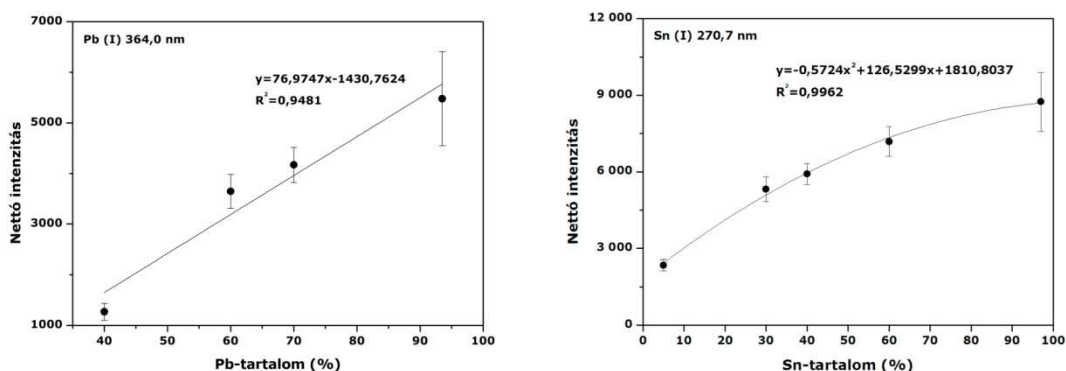 7000
Pb (I) 364,0 nm
y=76,9747x-1430,7624
R²=0,9481
5000
3000
1000
40 50 60 70 80 90 100
Nettó intenzitás
Pb-tartalom (%)
12 000
Sn (I) 270,7 nm
y=-0,5724x²+126,5299x+1810,8037
R²=0,9962
9 000
6 000
3 000
0
0 10 20 30 40 50 60 70 80 90 100
Nettó intenzitás
Sn-tartalom (%)